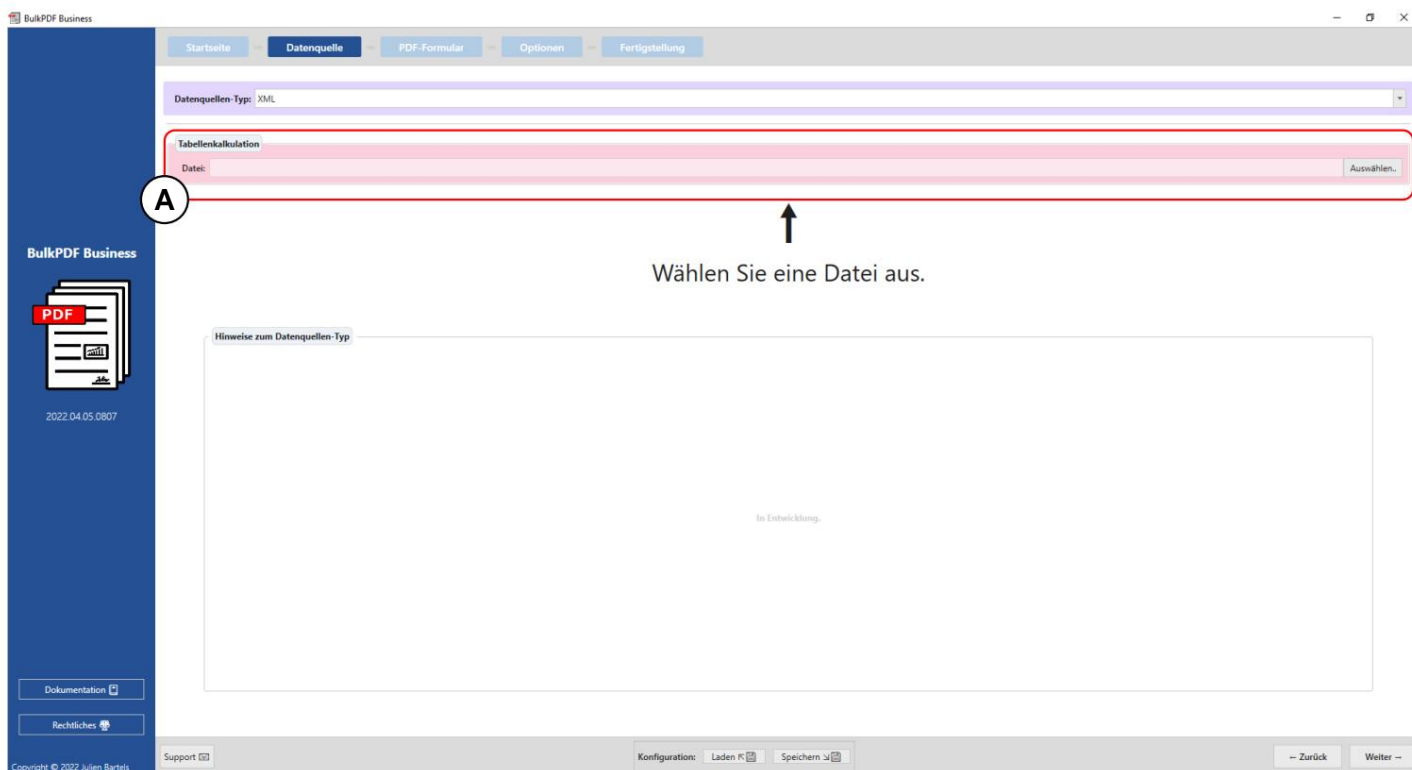 BulkPDF Business
Startseite Datenquelle PDF-Formular Optionen Fertigstellung
Datenquellen-Typ: XML
Tabellenkalkulation
Datei: Auswählen..
A
Wählen Sie eine Datei aus.
BulkPDF Business
PDF
2022.04.05.0807
Hinweise zum Datenquellen-Typ
In Entwicklung.
Dokumentation
Rechtliches
Copyright © 2022 Julien Bartels
Support
Konfiguration: Laden Speichern
← Zurück Weiter →